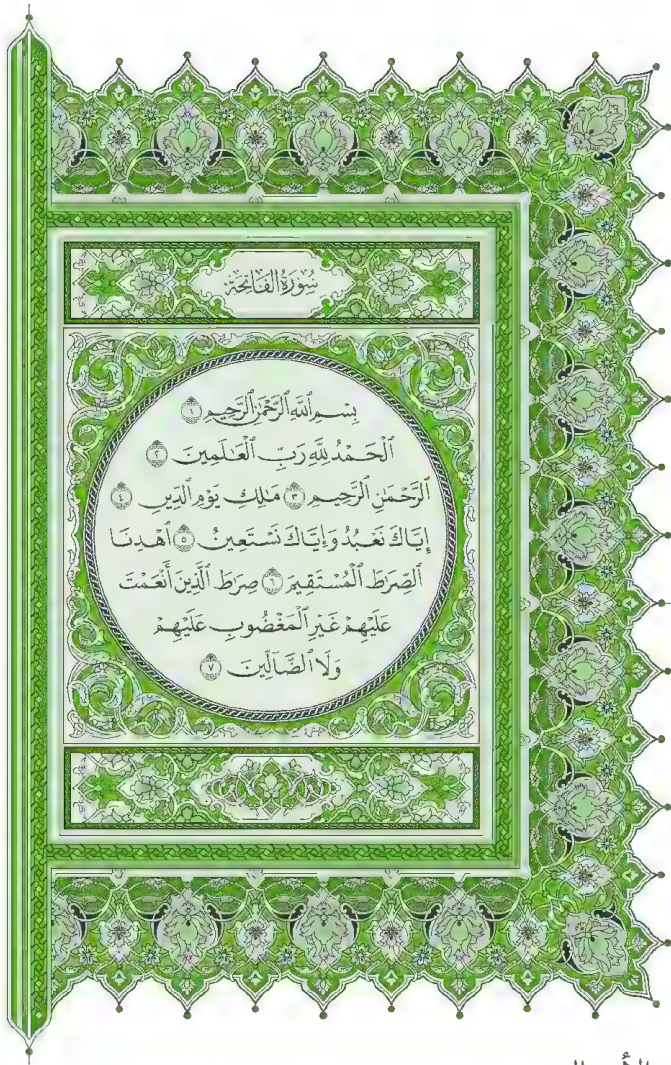 سُورَةُ الفَاتِحَةِ
بِسْمِ ٱللَّهِ ٱلرَّحْمَٰنِ ٱلرَّحِيمِ ١
ٱلْحَمْدُ لِلَّهِ رَبِّ ٱلْعَٰلَمِينَ ٢
ٱلرَّحْمَٰنِ ٱلرَّحِيمِ ٣ مَٰلِكِ يَوْمِ ٱلدِّينِ ٤
إِيَّاكَ نَعْبُدُ وَإِيَّاكَ نَسْتَعِينُ ٥ ٱهْدِنَا
ٱلصِّرَٰطَ ٱلْمُسْتَقِيمَ ٦ صِرَٰطَ ٱلَّذِينَ أَنْعَمْتَ
عَلَيْهِمْ غَيْرِ ٱلْمَغْضُوبِ عَلَيْهِمْ
وَلَا ٱلضَّآلِّينَ ٧